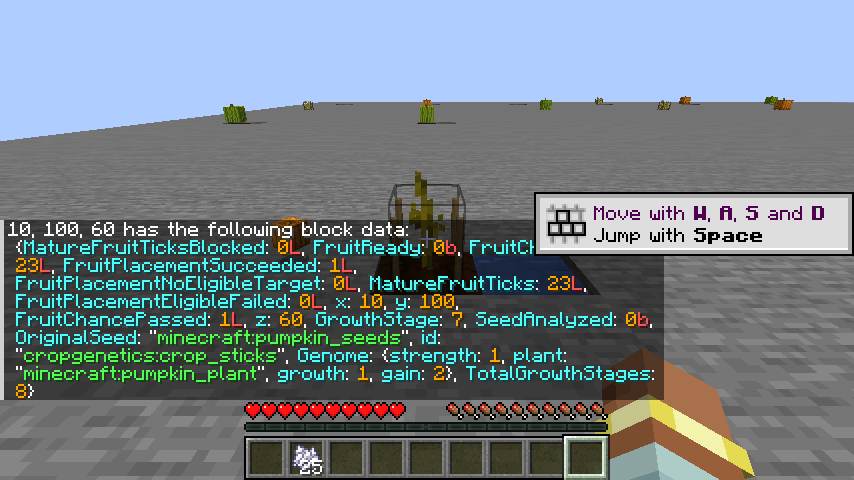 10, 100, 60 has the following block data:
{MatureFruitTicksBlocked: 0L, FruitReady: 0b, FruitCh
23L, FruitPlacementSucceeded: 1L,
FruitPlacementNoEligibleTarget: 0L, MatureFruitTicks: 23L,
FruitPlacementEligibleFailed: 0L, x: 10, y: 100,
FruitChancePassed: 1L, z: 60, GrowthStage: 7, SeedAnalyzed: 0b,
OriginalSeed: "minecraft:pumpkin_seeds", id:
"cropgenetics:crop_sticks", Genome: {strength: 1, plant:
"minecraft:pumpkin_plant", growth: 1, gain: 2}, TotalGrowthStages:
8}
Move with W, A, S and D
Jump with Space
25